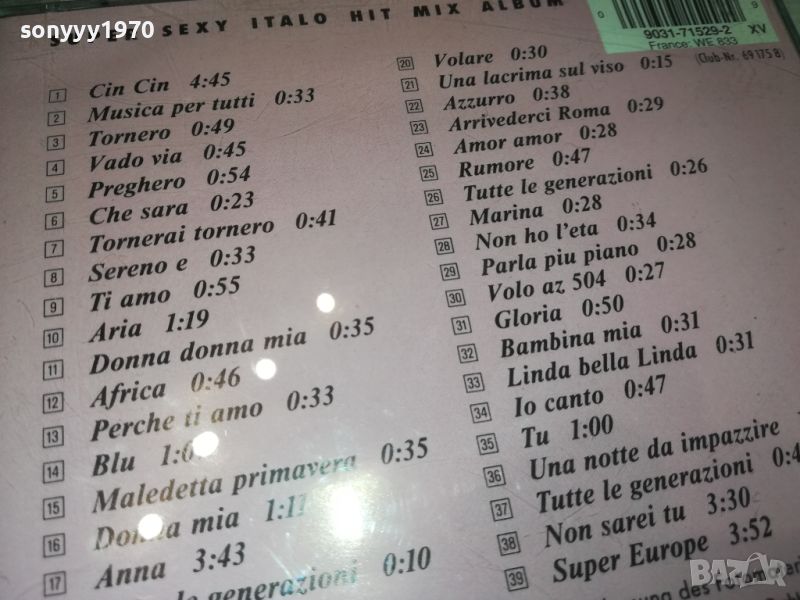 sonyyy1970
SUPER SEXY ITALO HIT MIX ALBUM
9031-71529-2 XV
France: WE 833
(Club-Nr. 69 175 8)
1 Cin Cin 4:45
2 Musica per tutti 0:33
3 Tornero 0:49
4 Vado via 0:45
5 Preghero 0:54
6 Che sara 0:23
7 Tornerai tornero 0:41
8 Sereno e 0:33
9 Ti amo 0:55
10 Aria 1:19
11 Donna donna mia 0:35
12 Africa 0:46
13 Perche ti amo 0:33
14 Blu
15 Maledetta primavera 0:35
16 Donna mia
17 Anna 3:43
le generazioni 0:10
20 Volare 0:30
21 Una lacrima sul viso 0:15
22 Azzurro 0:38
23 Arrivederci Roma 0:29
24 Amor amor 0:28
25 Rumore 0:47
26 Tutte le generazioni 0:26
27 Marina 0:28
28 Non ho l'eta 0:34
29 Parla piu piano 0:28
30 Volo az 504 0:27
31 Gloria 0:50
32 Bambina mia 0:31
33 Linda bella Linda 0:31
34 Io canto 0:47
35 Tu 1:00
36 Una notte da impazzire
37 Tutte le generazioni
38 Non sarei tu 3:30
39 Super Europe 3:52
des
BAZAR